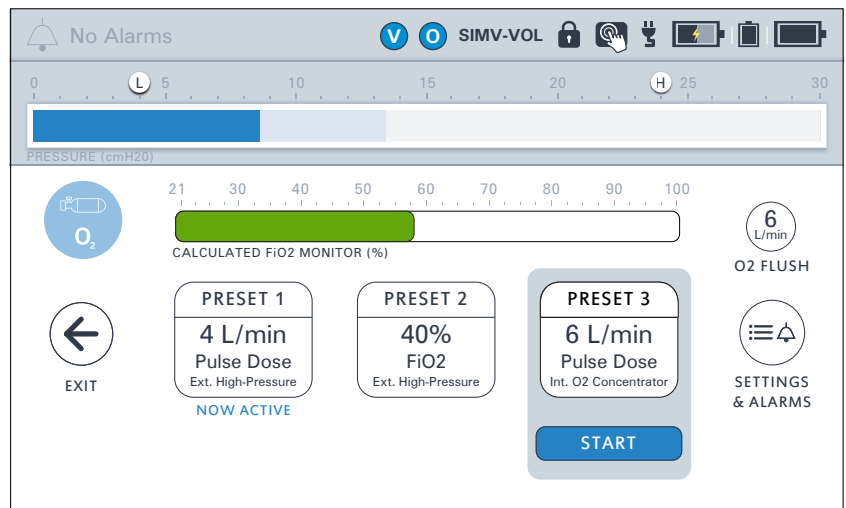 No Alarms
V O SIMV-VOL
0 L 5 10 15 20 H 25 30
PRESSURE (cmH20)
O2
21 30 40 50 60 70 80 90 100
CALCULATED FiO2 MONITOR (%)
6
L/min
O2 FLUSH
PRESET 1
4 L/min
Pulse Dose
Ext. High-Pressure
NOW ACTIVE
PRESET 2
40%
FiO2
Ext. High-Pressure
PRESET 3
6 L/min
Pulse Dose
Int. O2 Concentrator
START
EXIT
SETTINGS
& ALARMS